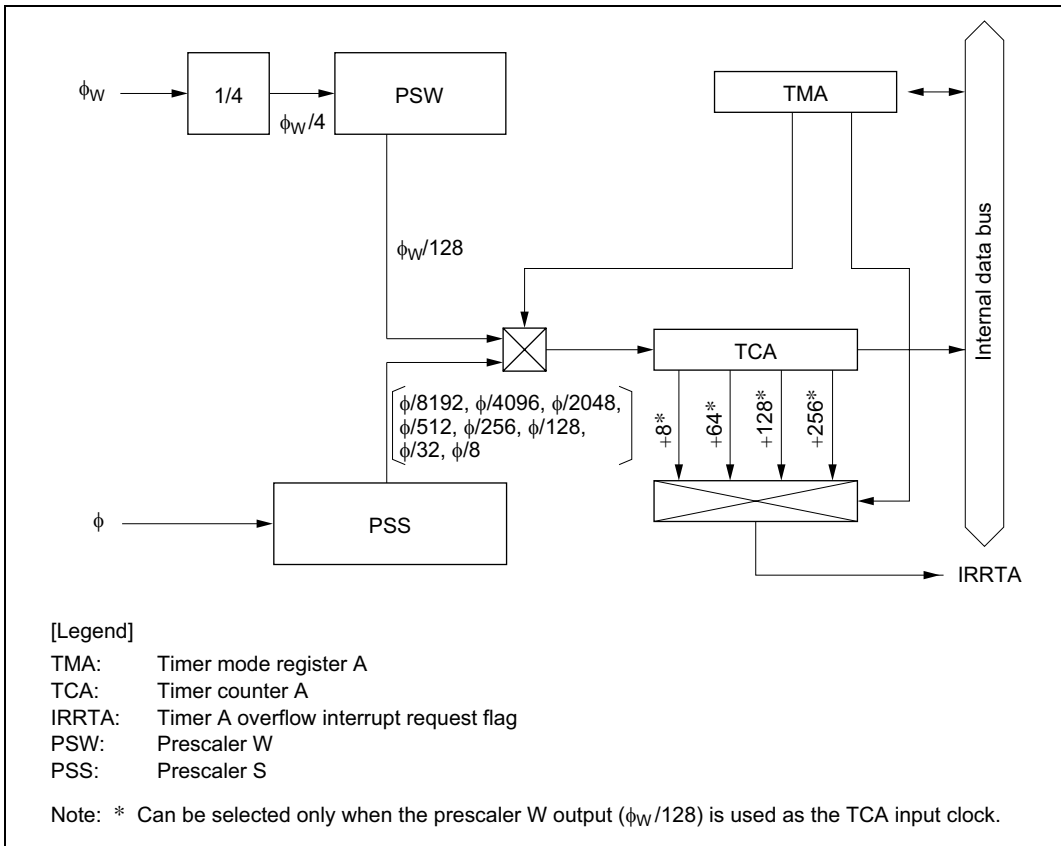 ϕW
1/4
ϕW/4
PSW
TMA
Internal data bus
ϕW/128
TCA
ϕ/8192, ϕ/4096, ϕ/2048,
ϕ/512, ϕ/256, ϕ/128,
ϕ/32, ϕ/8
÷8*
÷64*
÷128*
÷256*
ϕ
PSS
IRRTA
[Legend]
TMA: Timer mode register A
TCA: Timer counter A
IRRTA: Timer A overflow interrupt request flag
PSW: Prescaler W
PSS: Prescaler S
Note: * Can be selected only when the prescaler W output (ϕW/128) is used as the TCA input clock.